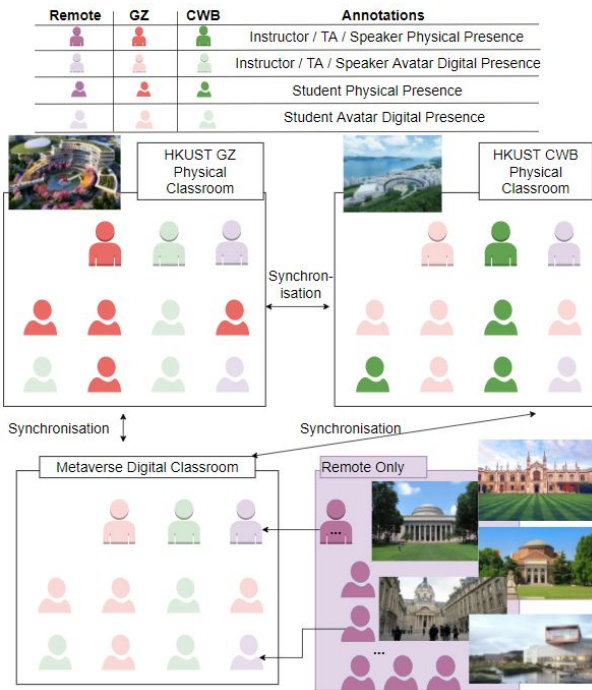 Remote GZ CWB Annotations
Instructor / TA / Speaker Physical Presence
Instructor / TA / Speaker Avatar Digital Presence
Student Physical Presence
Student Avatar Digital Presence
HKUST GZ
Physical
Classroom
HKUST CWB
Physical
Classroom
Synchron-
isation
Synchronisation
Synchronisation
Metaverse Digital Classroom
Remote Only
...
...